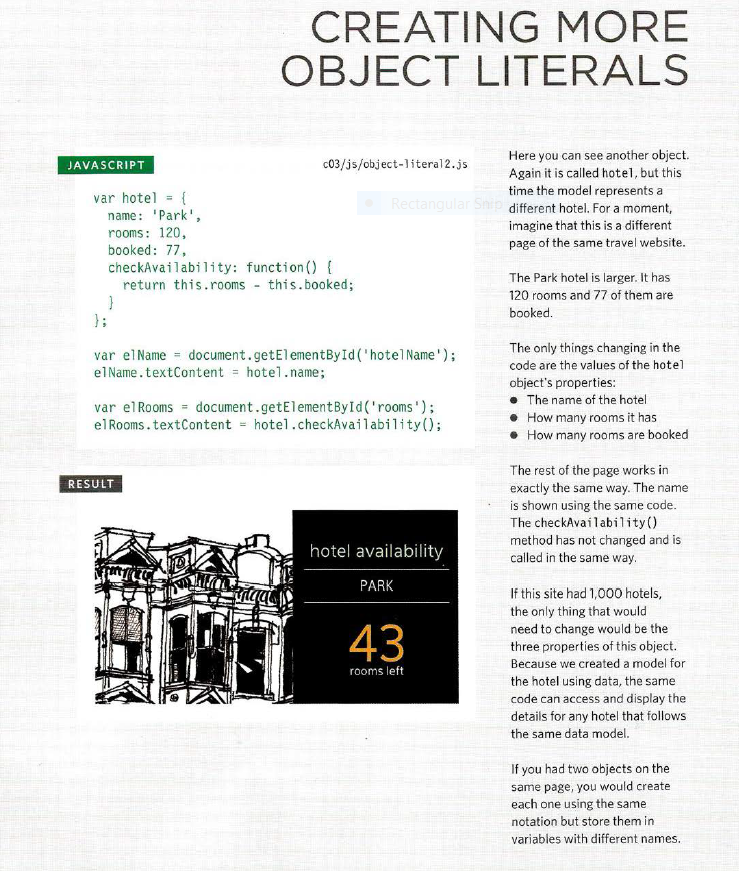 CREATING MORE
OBJECT LITERALS
JAVASCRIPT
c03/js/object-literal2.js
var hotel = {
name: 'Park',
rooms: 120,
booked: 77,
checkAvailability: function() {
return this.rooms - this.booked;
}
};
var elName = document.getElementById('hotelName');
elName.textContent = hotel.name;
var elRooms = document.getElementById('rooms');
elRooms.textContent = hotel.checkAvailability();
RESULT
hotel availability
PARK
43
rooms left
Here you can see another object.
Again it is called hotel, but this
time the model represents a
Rectangular Snip
different hotel. For a moment,
imagine that this is a different
page of the same travel website.
The Park hotel is larger. It has
120 rooms and 77 of them are
booked.
The only things changing in the
code are the values of the hotel
object's properties:
● The name of the hotel
● How many rooms it has
● How many rooms are booked
The rest of the page works in
exactly the same way. The name
is shown using the same code.
The checkAvailability()
method has not changed and is
called in the same way.
If this site had 1,000 hotels,
the only thing that would
need to change would be the
three properties of this object.
Because we created a model for
the hotel using data, the same
code can access and display the
details for any hotel that follows
the same data model.
If you had two objects on the
same page, you would create
each one using the same
notation but store them in
variables with different names.